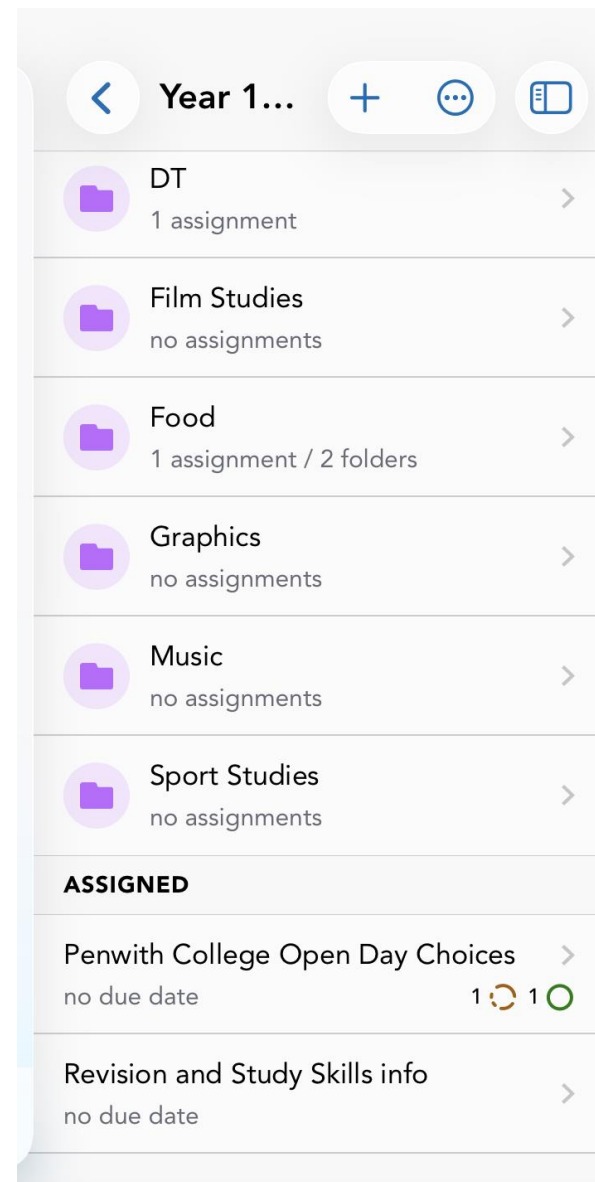 Year 1...
DT
1 assignment
Film Studies
no assignments
Food
1 assignment / 2 folders
Graphics
no assignments
Music
no assignments
Sport Studies
no assignments
ASSIGNED
Penwith College Open Day Choices
no due date 1 1
Revision and Study Skills info
no due date